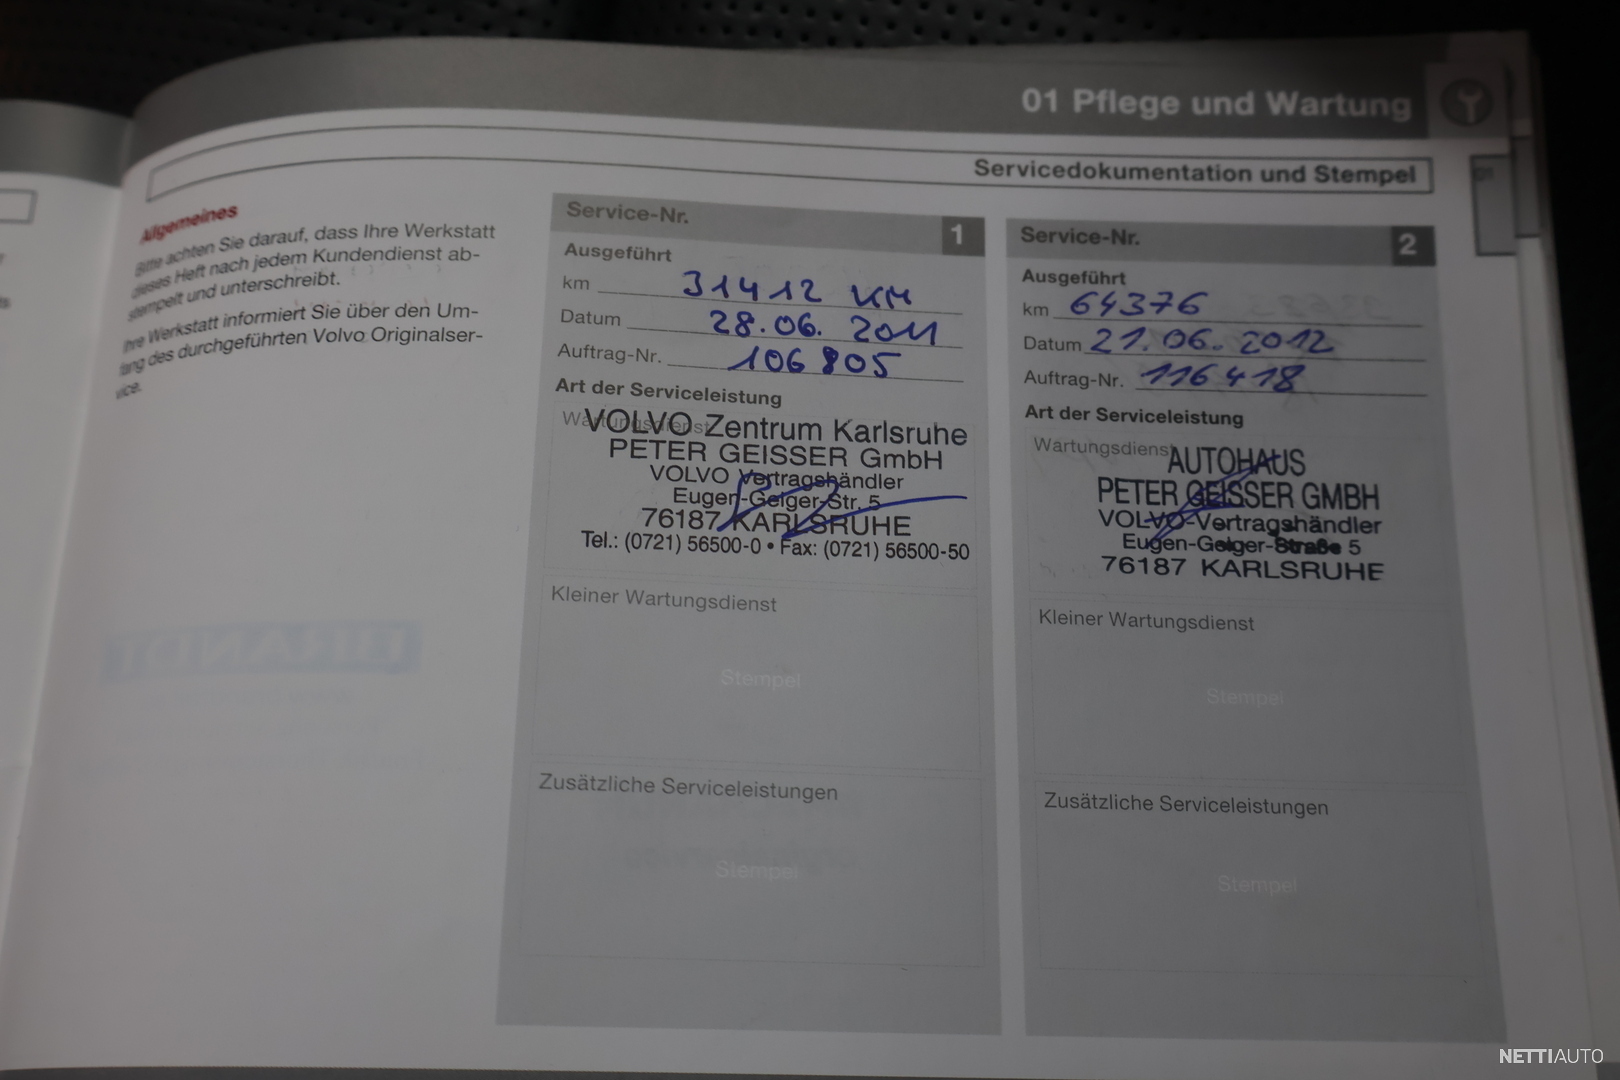 01 Pflege und Wartung
Servicedokumentation und Stempel
01
Allgemeines
Bitte achten Sie darauf, dass Ihre Werkstatt
dieses Heft nach jedem Kundendienst ab-
stempelt und unterschreibt.
Ihre Werkstatt informiert Sie über den Um-
fang des durchgeführten Volvo Originalser-
vice.
Service-Nr. 1
Ausgeführt
km 31412 KM
Datum 28.06. 2011
Auftrag-Nr. 106805
Art der Serviceleistung
Wartungsdienst
VOLVO Zentrum Karlsruhe
PETER GEISSER GmbH
VOLVO Vertragshändler
Eugen-Geiger-Str. 5
76187 KARLSRUHE
Tel.: (0721) 56500-0 • Fax: (0721) 56500-50
Kleiner Wartungsdienst
Stempel
Zusätzliche Serviceleistungen
Stempel
Service-Nr. 2
Ausgeführt
km 64376
Datum 21.06. 2012
Auftrag-Nr. 116418
Art der Serviceleistung
Wartungsdienst
AUTOHAUS
PETER GEISSER GMBH
VOLVO-Vertragshändler
Eugen-Geiger-Straße 5
76187 KARLSRUHE
Kleiner Wartungsdienst
Stempel
Zusätzliche Serviceleistungen
Stempel
NETTIAUTO